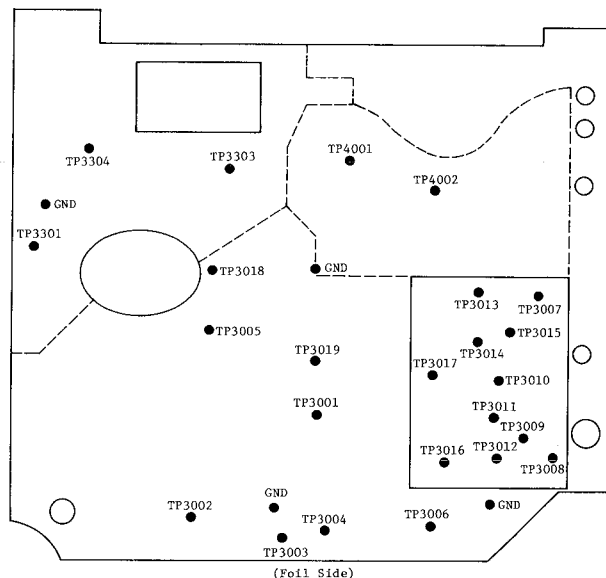 TP3304
TP3303
TP4001
TP4002
GND
TP3301
TP3018
GND
TP3013
TP3007
TP3005
TP3015
TP3014
TP3019
TP3017
TP3010
TP3001
TP3011
TP3009
TP3016
TP3012
TP3008
GND
GND
TP3002
TP3004
TP3006
TP3003
(Foil Side)